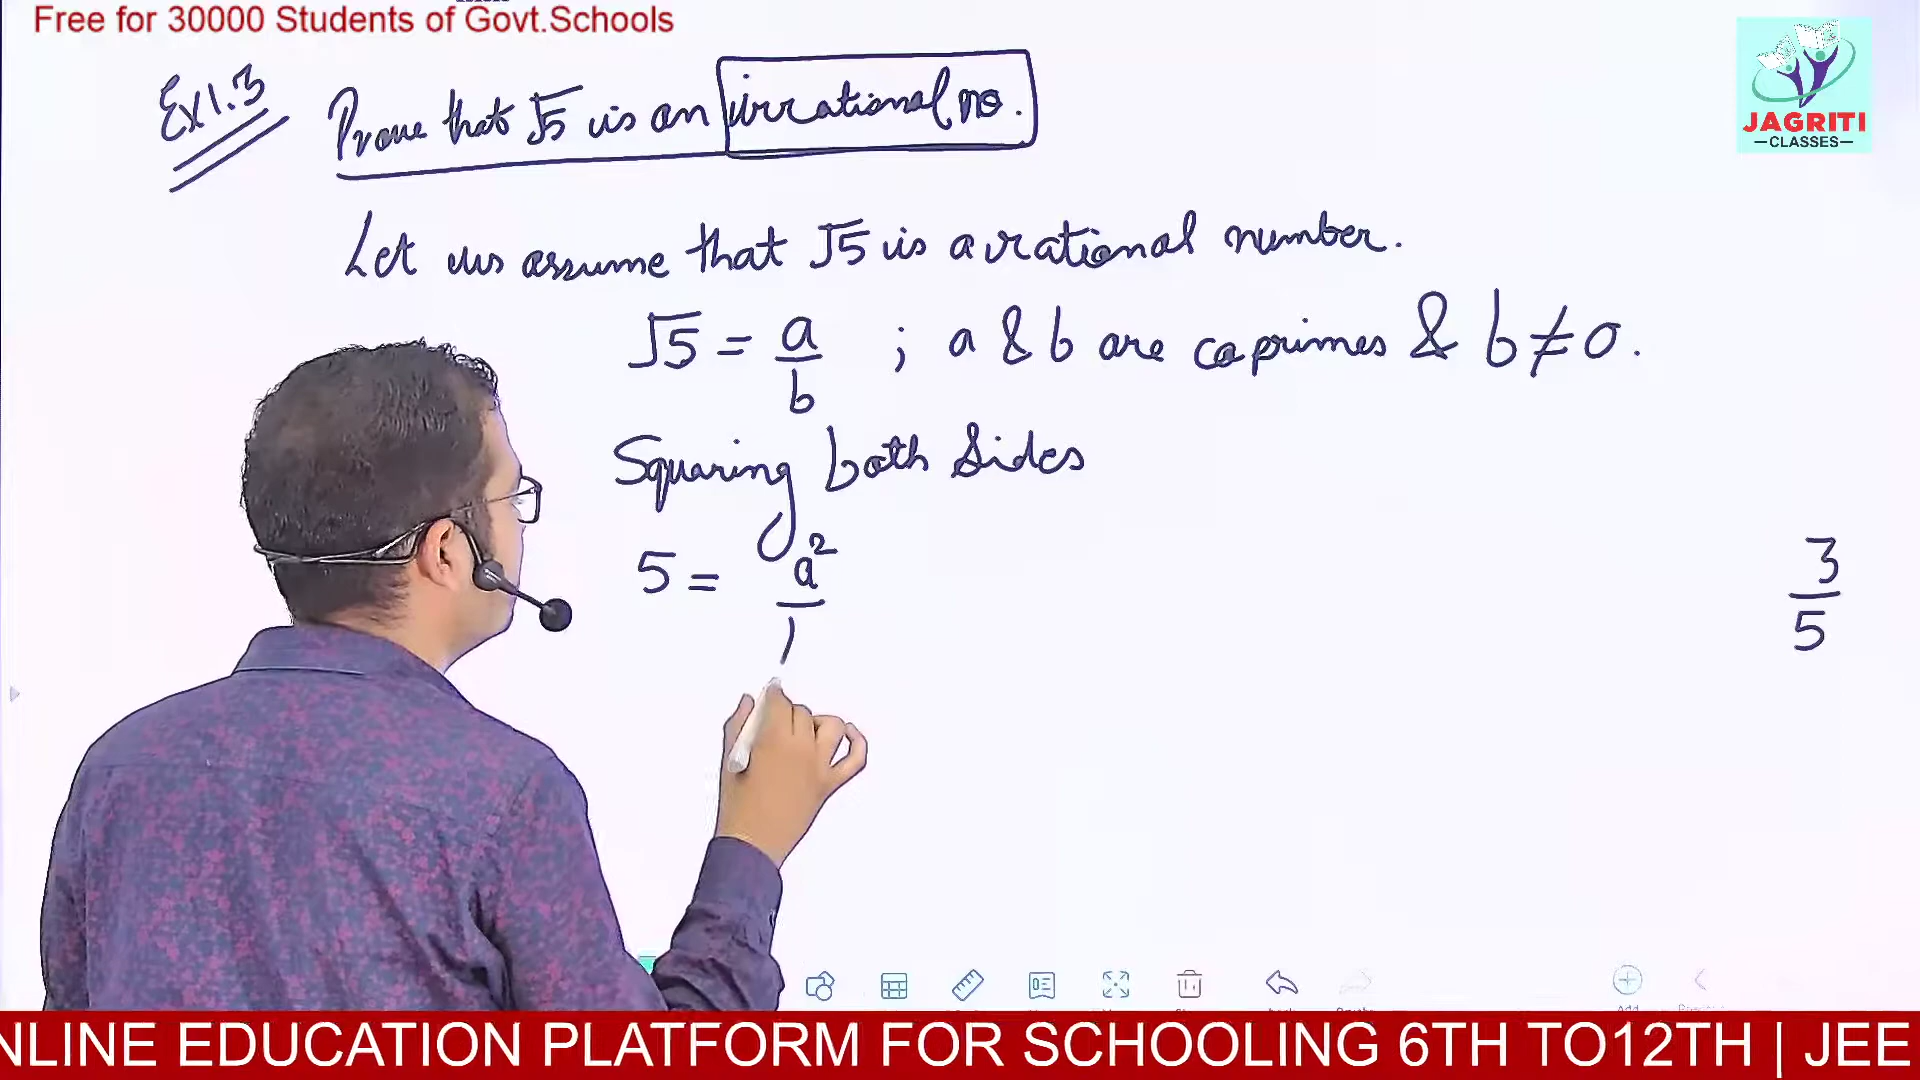 Free for 30000 Students of Govt.Schools
Ex 1.3 Prove that √5 is an irrational no.
JAGRITI
—CLASSES—
Let us assume that √5 is a rational number.
√5 = a/b ; a & b are coprimes & b ≠ 0.
Squaring both sides
5 = a²/
3/5
NLINE EDUCATION PLATFORM FOR SCHOOLING 6TH TO12TH | JEE